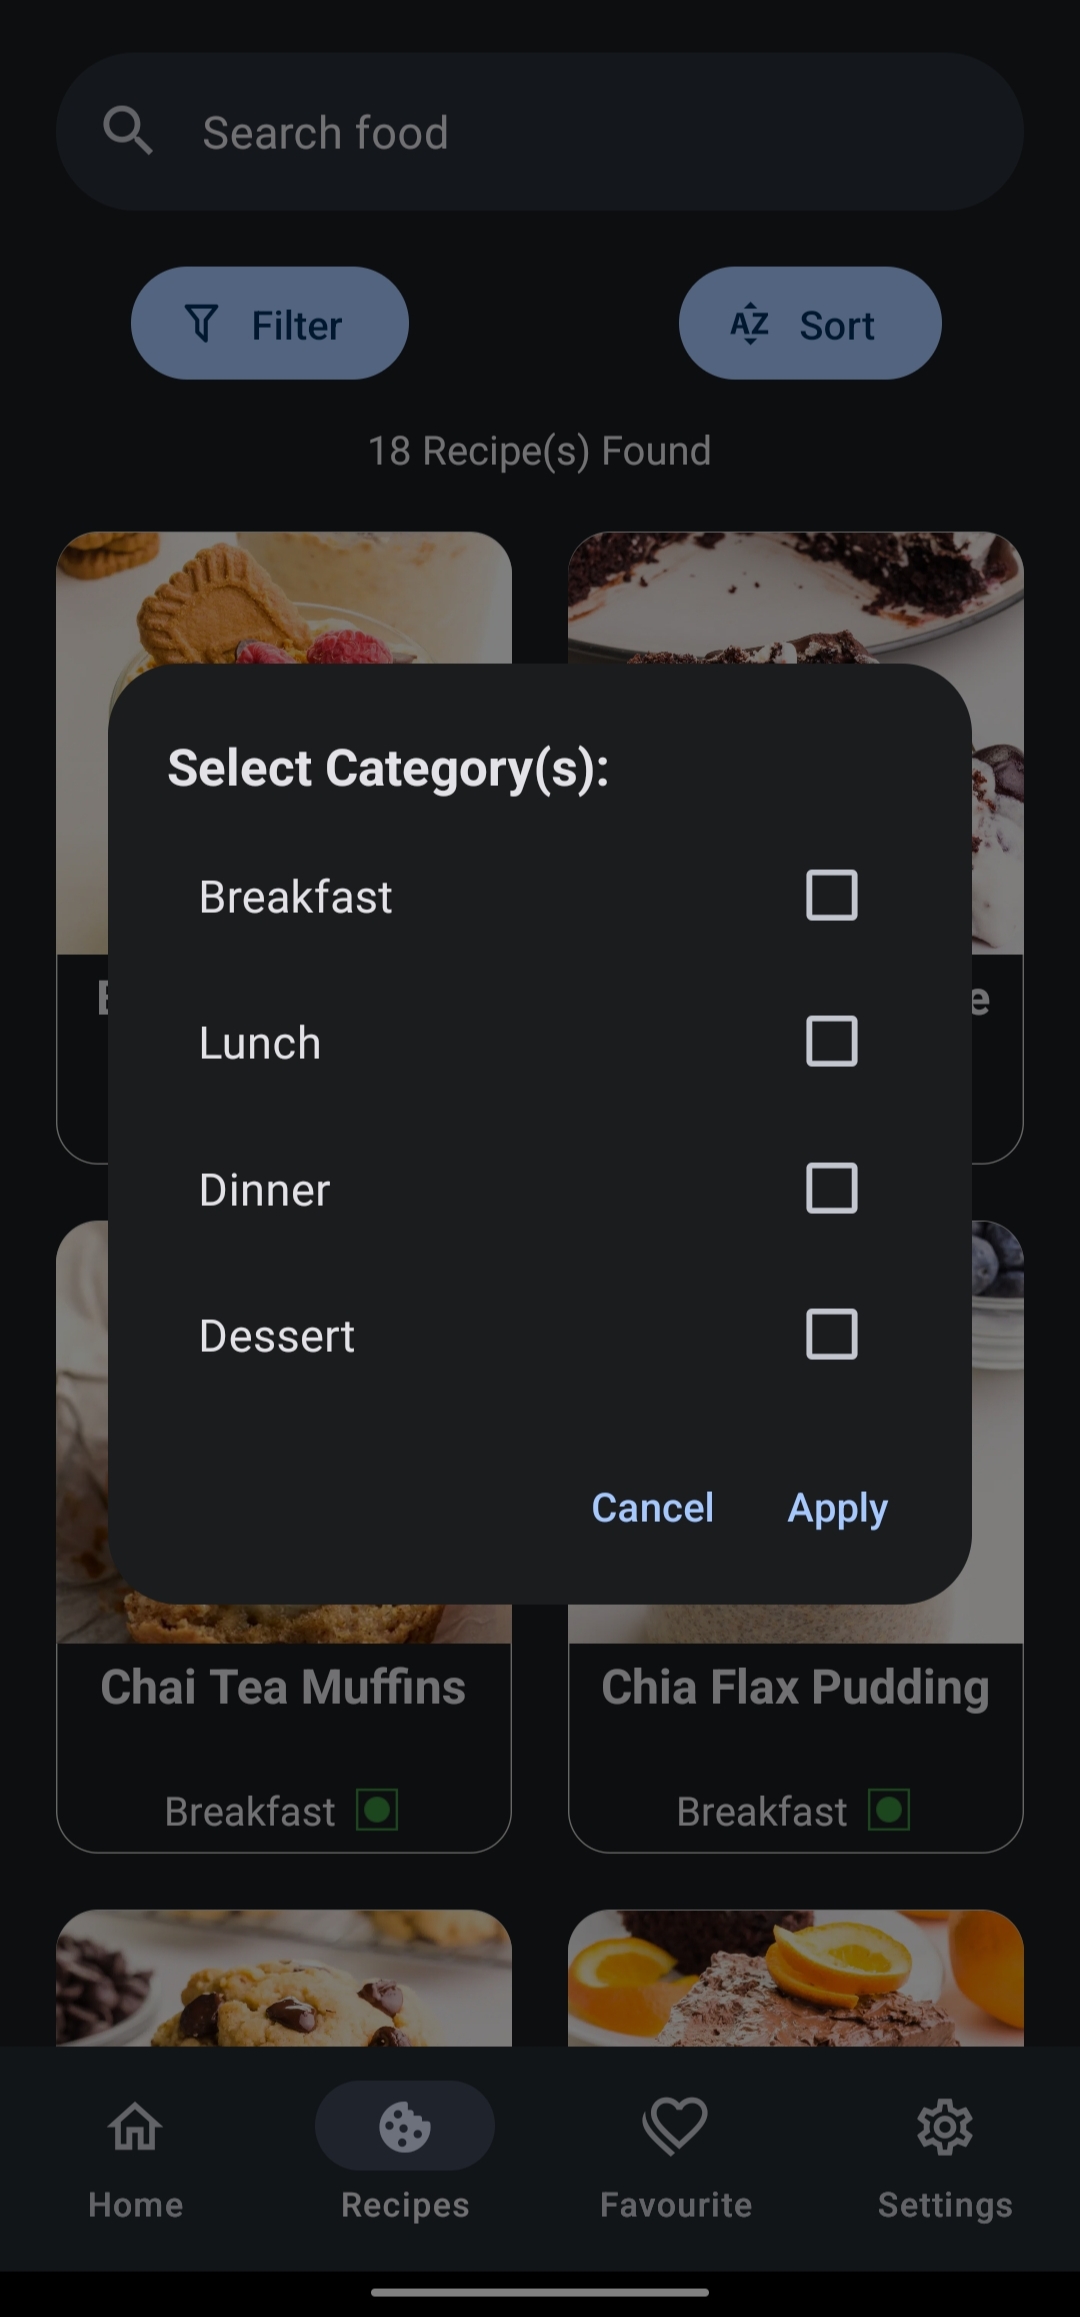 Search food
Filter
AZ Sort
18 Recipe(s) Found
Select Category(s):
Breakfast
Lunch
Dinner
Dessert
Cancel Apply
Chai Tea Muffins
Chia Flax Pudding
Breakfast
Breakfast
Home
Recipes
Favourite
Settings